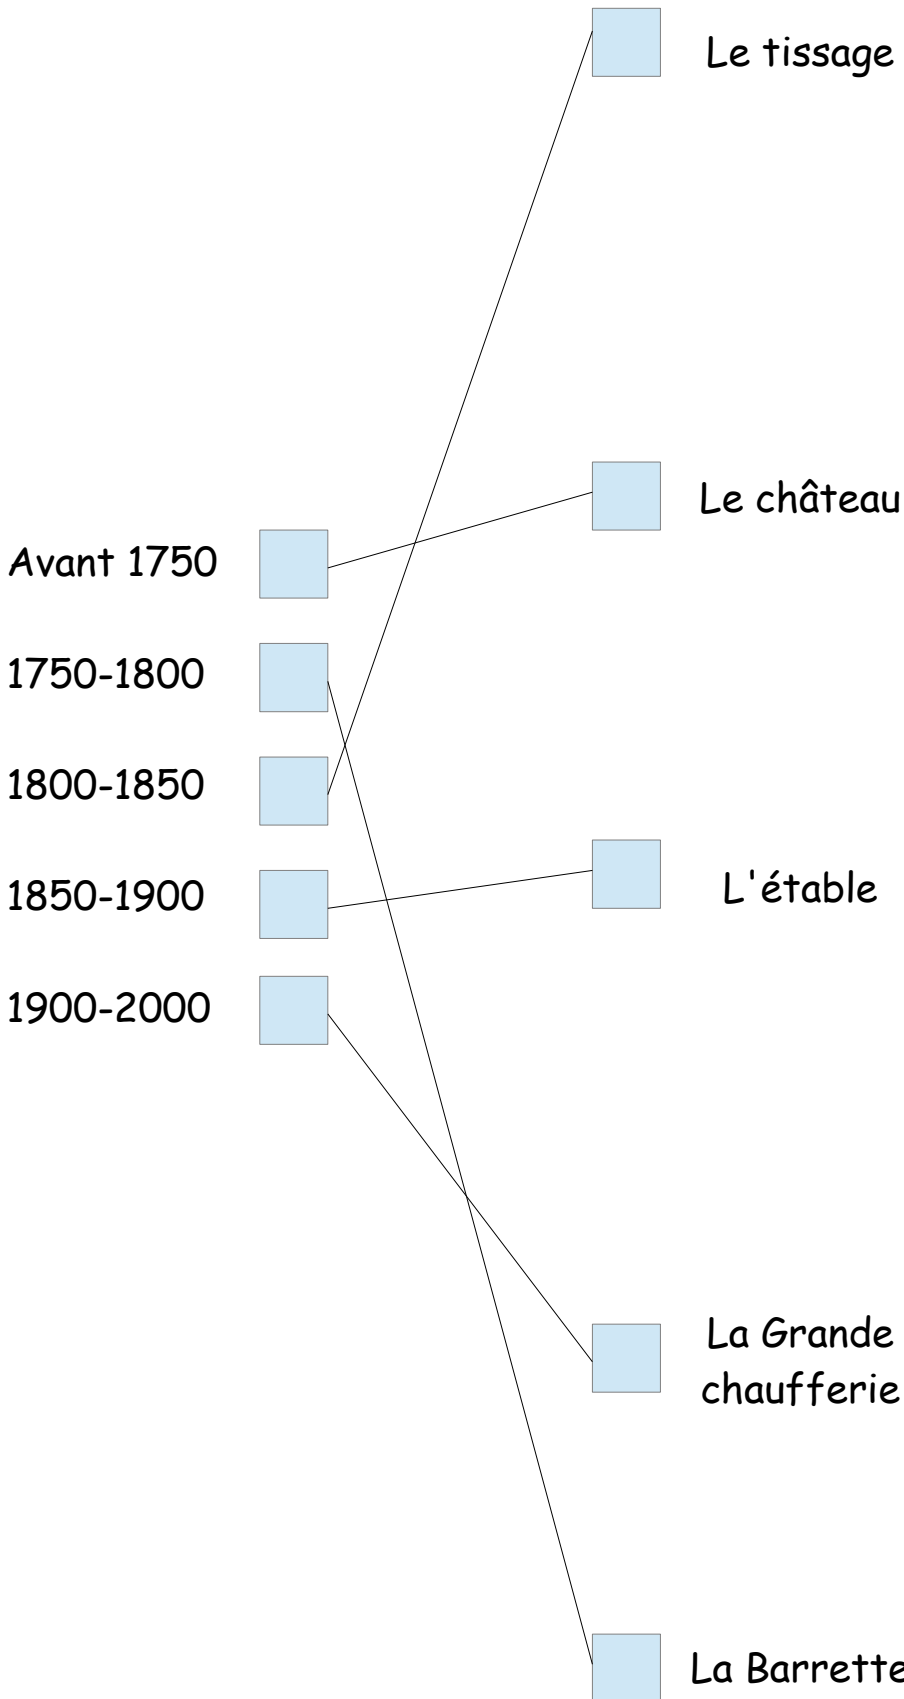 Le tissage
Le château
Avant 1750
1750-1800
1800-1850
1850-1900
1900-2000
L'étable
La Grande
chaufferie
La Barrette